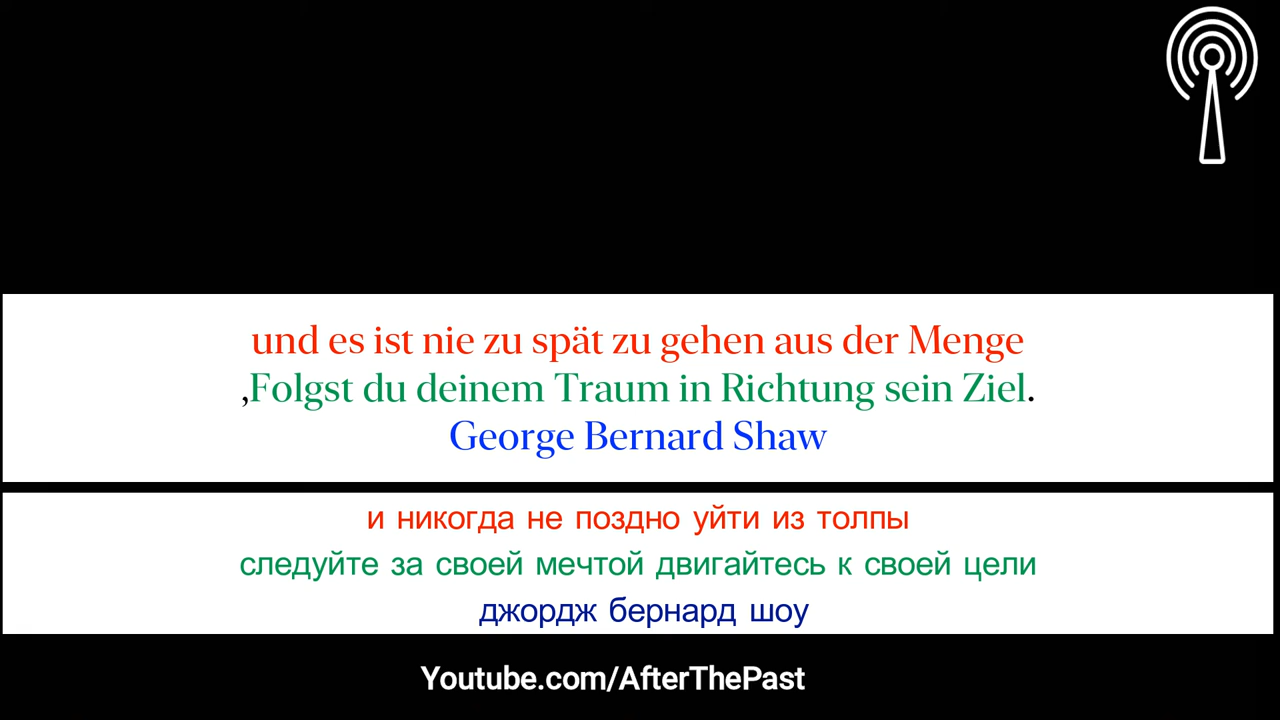 und es ist nie zu spät zu gehen aus der Menge
,Folgst du deinem Traum in Richtung sein Ziel.
George Bernard Shaw
и никогда не поздно уйти из толпы
следуйте за своей мечтой двигайтесь к своей цели
джордж бернард шоу
Youtube.com/AfterThePast